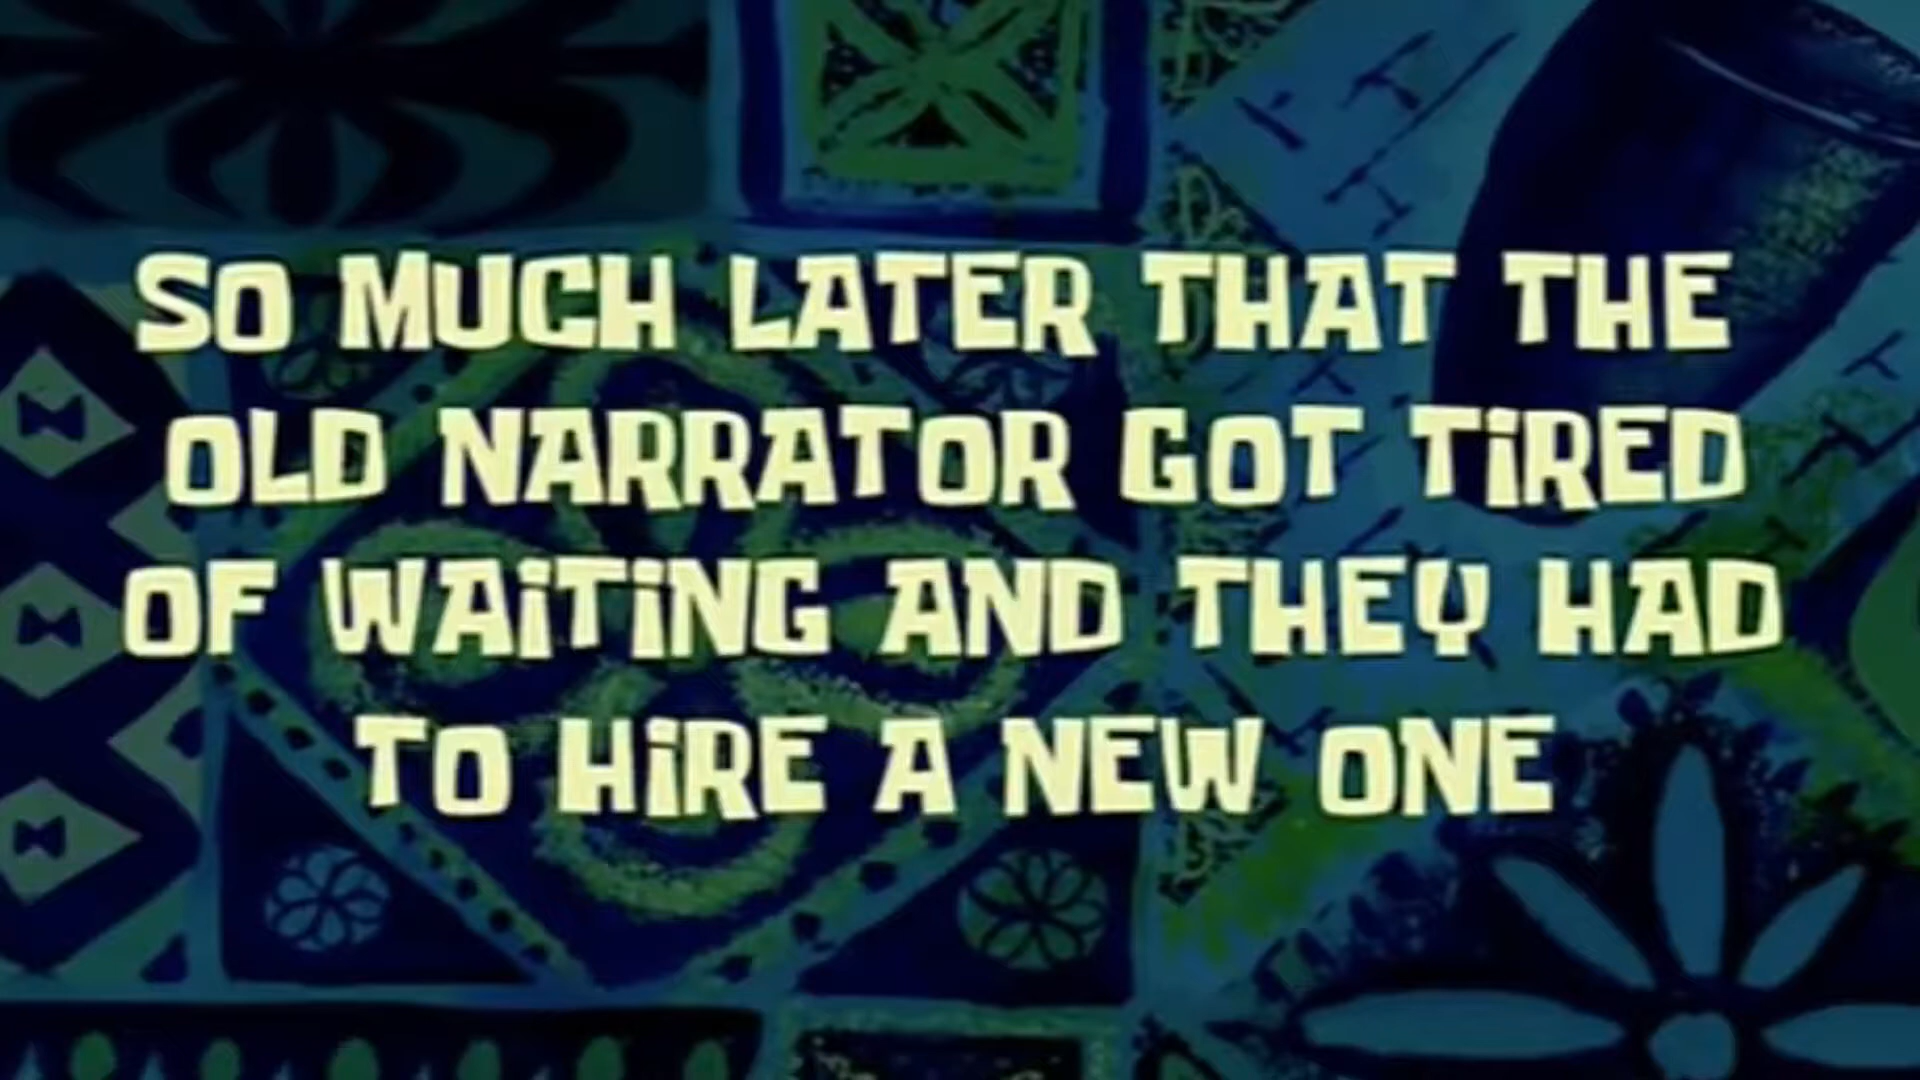 SO MUCH LATER THAT THE
OLD NARRATOR GOT TiRED
OF WAiTiNG AND THEY HAD
TO HiRE A NEW ONE